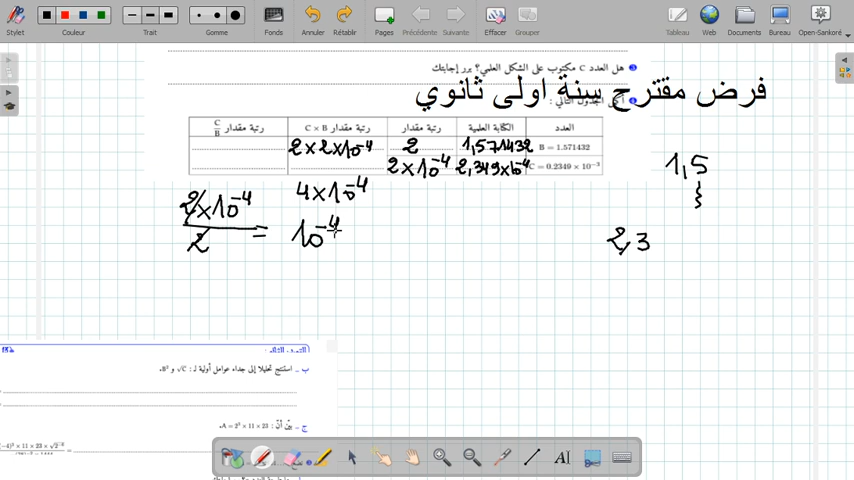 Stylet Couleur Trait Gomme Fonds Annuler Rétablir Pages Précédente Suivante Effacer Grouper Tableau Web Documents Bureau Open-Sankoré
❸ هل العدد C مكتوب على الشكل العلمي؟ برر إجابتك
فرض مقترح سنة اولى ثانوي
الجدول التالي :
العدد الكتابة العلمية رتبة مقدار رتبة مقدار C × B رتبة مقدار C/B
B = 1.571432 1,571432 2 2×2×10⁻⁴
C = 0.2349 × 10⁻³ 2,349×10⁻⁴ 2×10⁻⁴
1,5
4×10⁻⁴
2×10⁻⁴/2 = 10⁻⁴
2,3
ب - استنتج تحليلا إلى جداء عوامل أولية لـ : √C و B².
ج - بيّن أنّ : A = 2³ × 11 × 23.